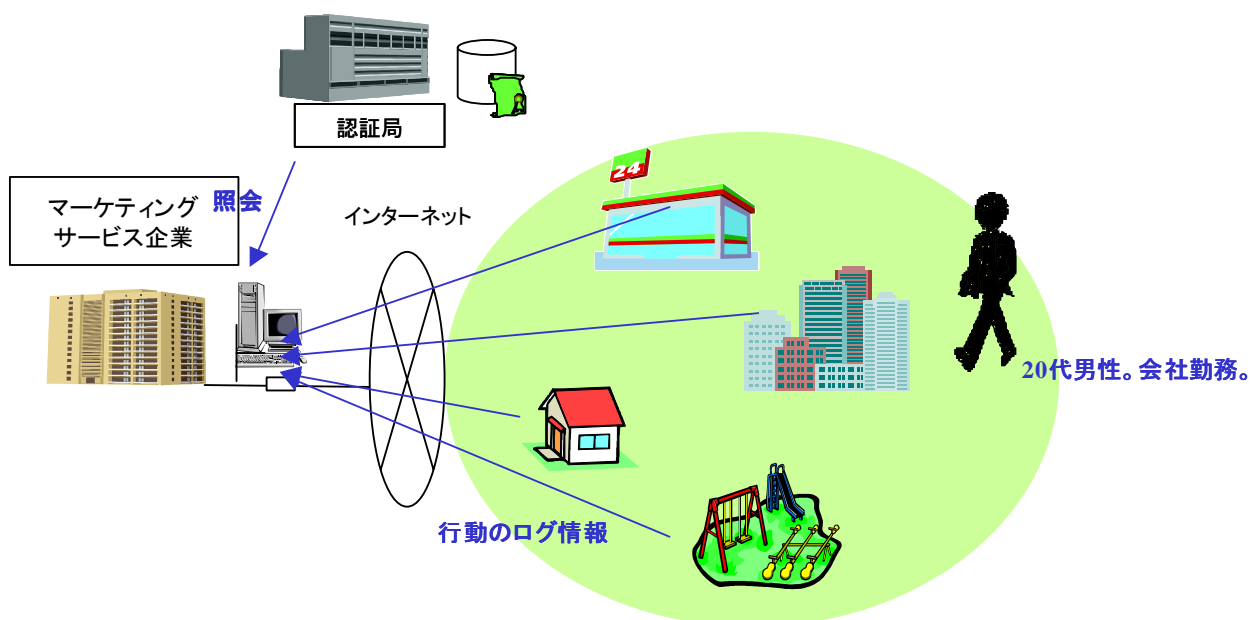 認証局
マーケティング
サービス企業
照会
インターネット
24
20代男性。会社勤務。
行動のログ情報